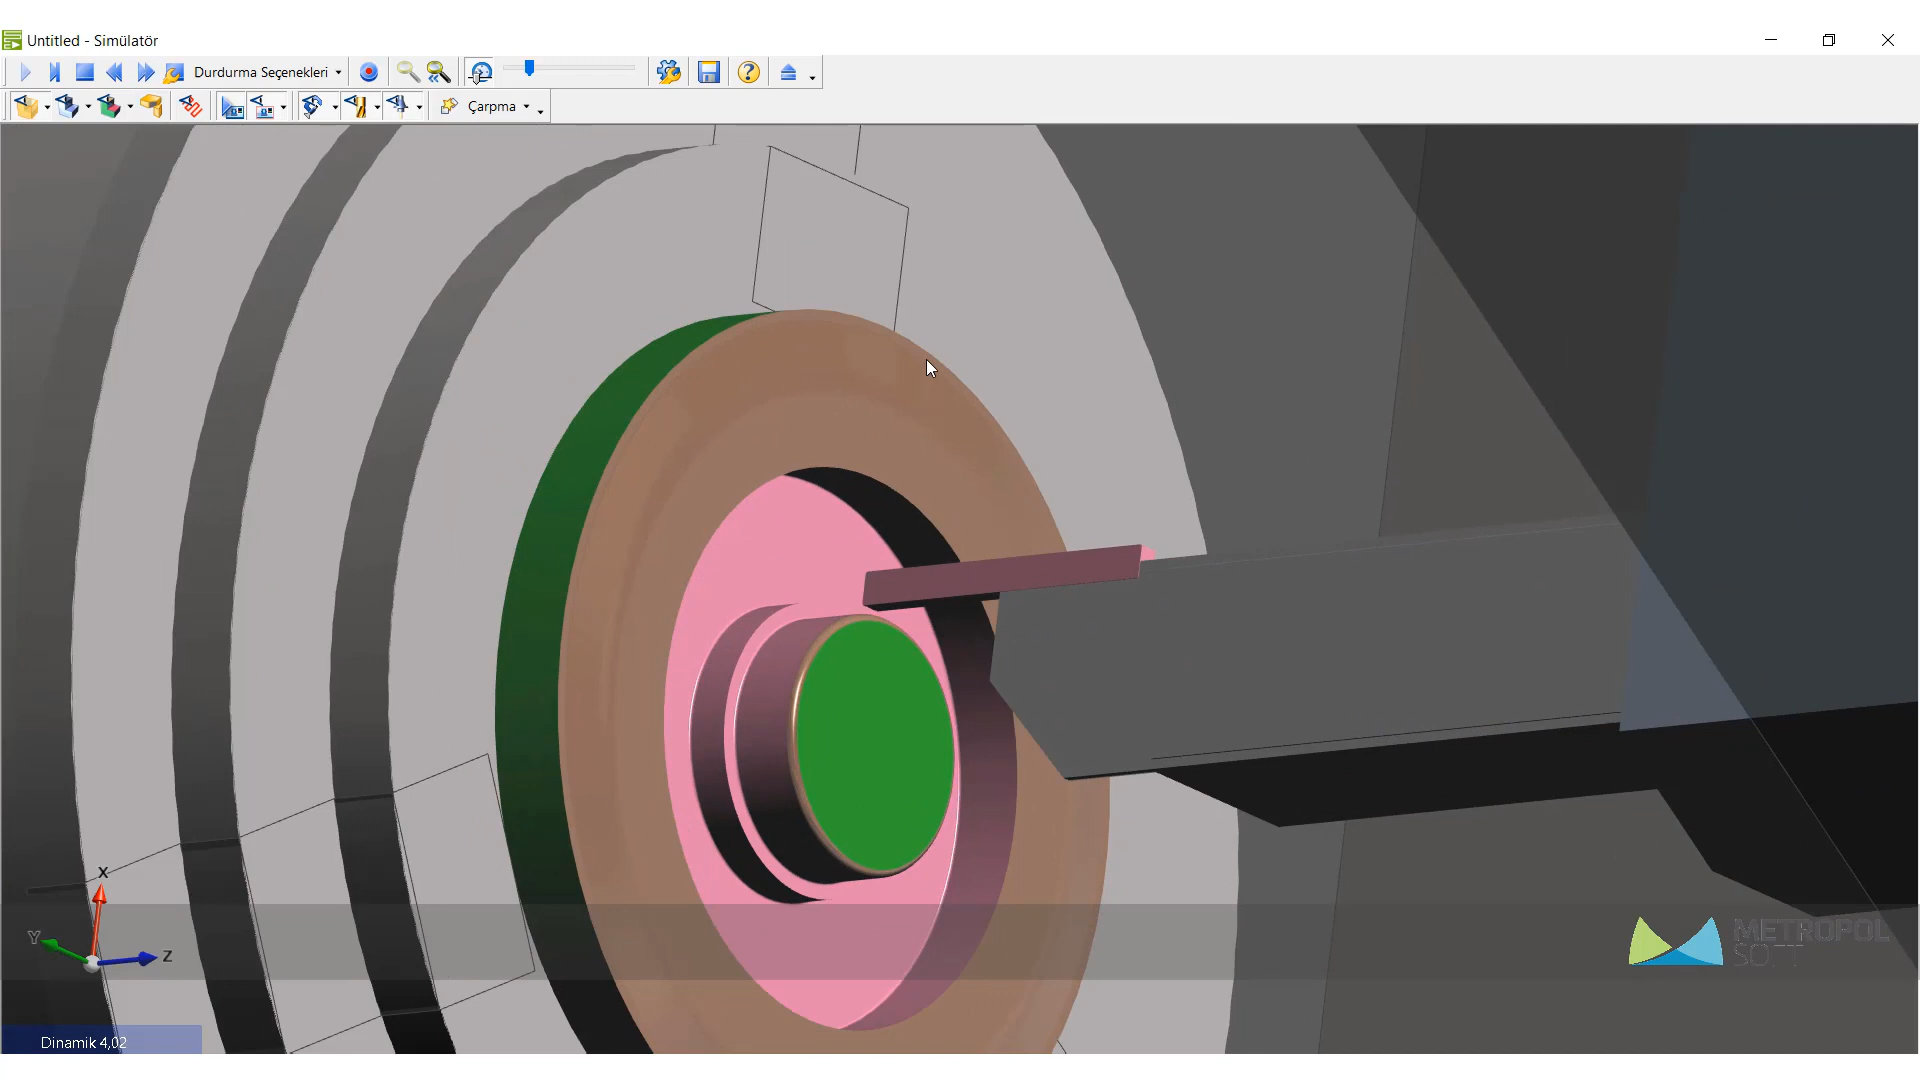 Untitled - Simülatör
Durdurma Seçenekleri
Çarpma
X
Y
Z
METROPOL
SOFT
Dinamik 4,02